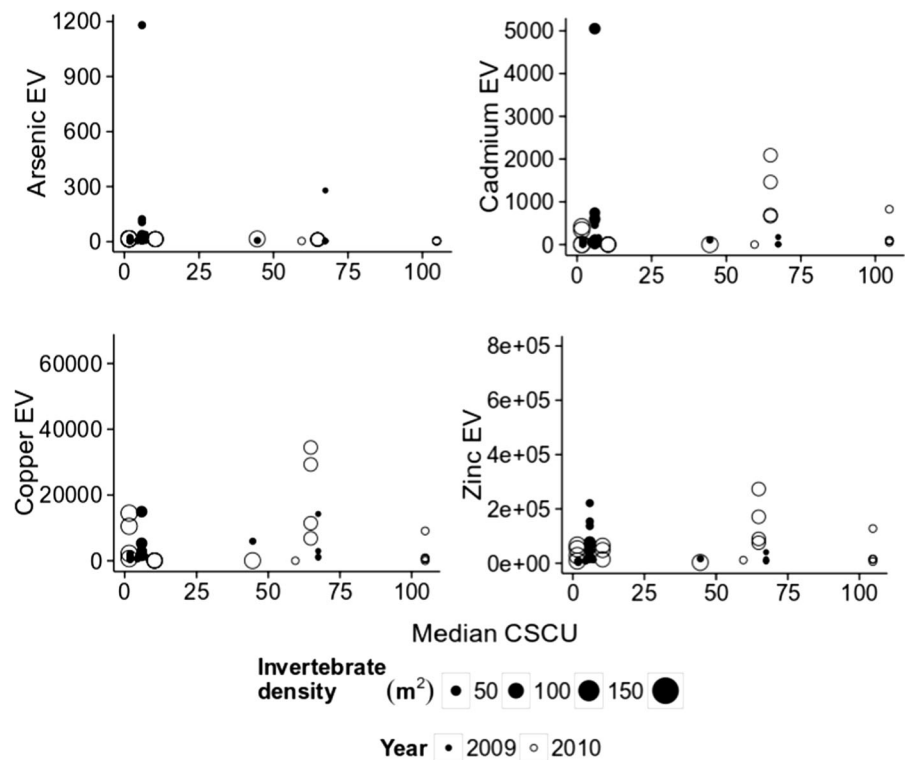 Arsenic EV
1200
900
600
300
0
0 25 50 75 100
Cadmium EV
5000
4000
3000
2000
1000
0
0 25 50 75 100
Copper EV
60000
40000
20000
0
0 25 50 75 100
Zinc EV
8e+05
6e+05
4e+05
2e+05
0e+00
0 25 50 75 100
Median CSCU
Invertebrate
density (m²) 50 100 150
Year 2009 2010